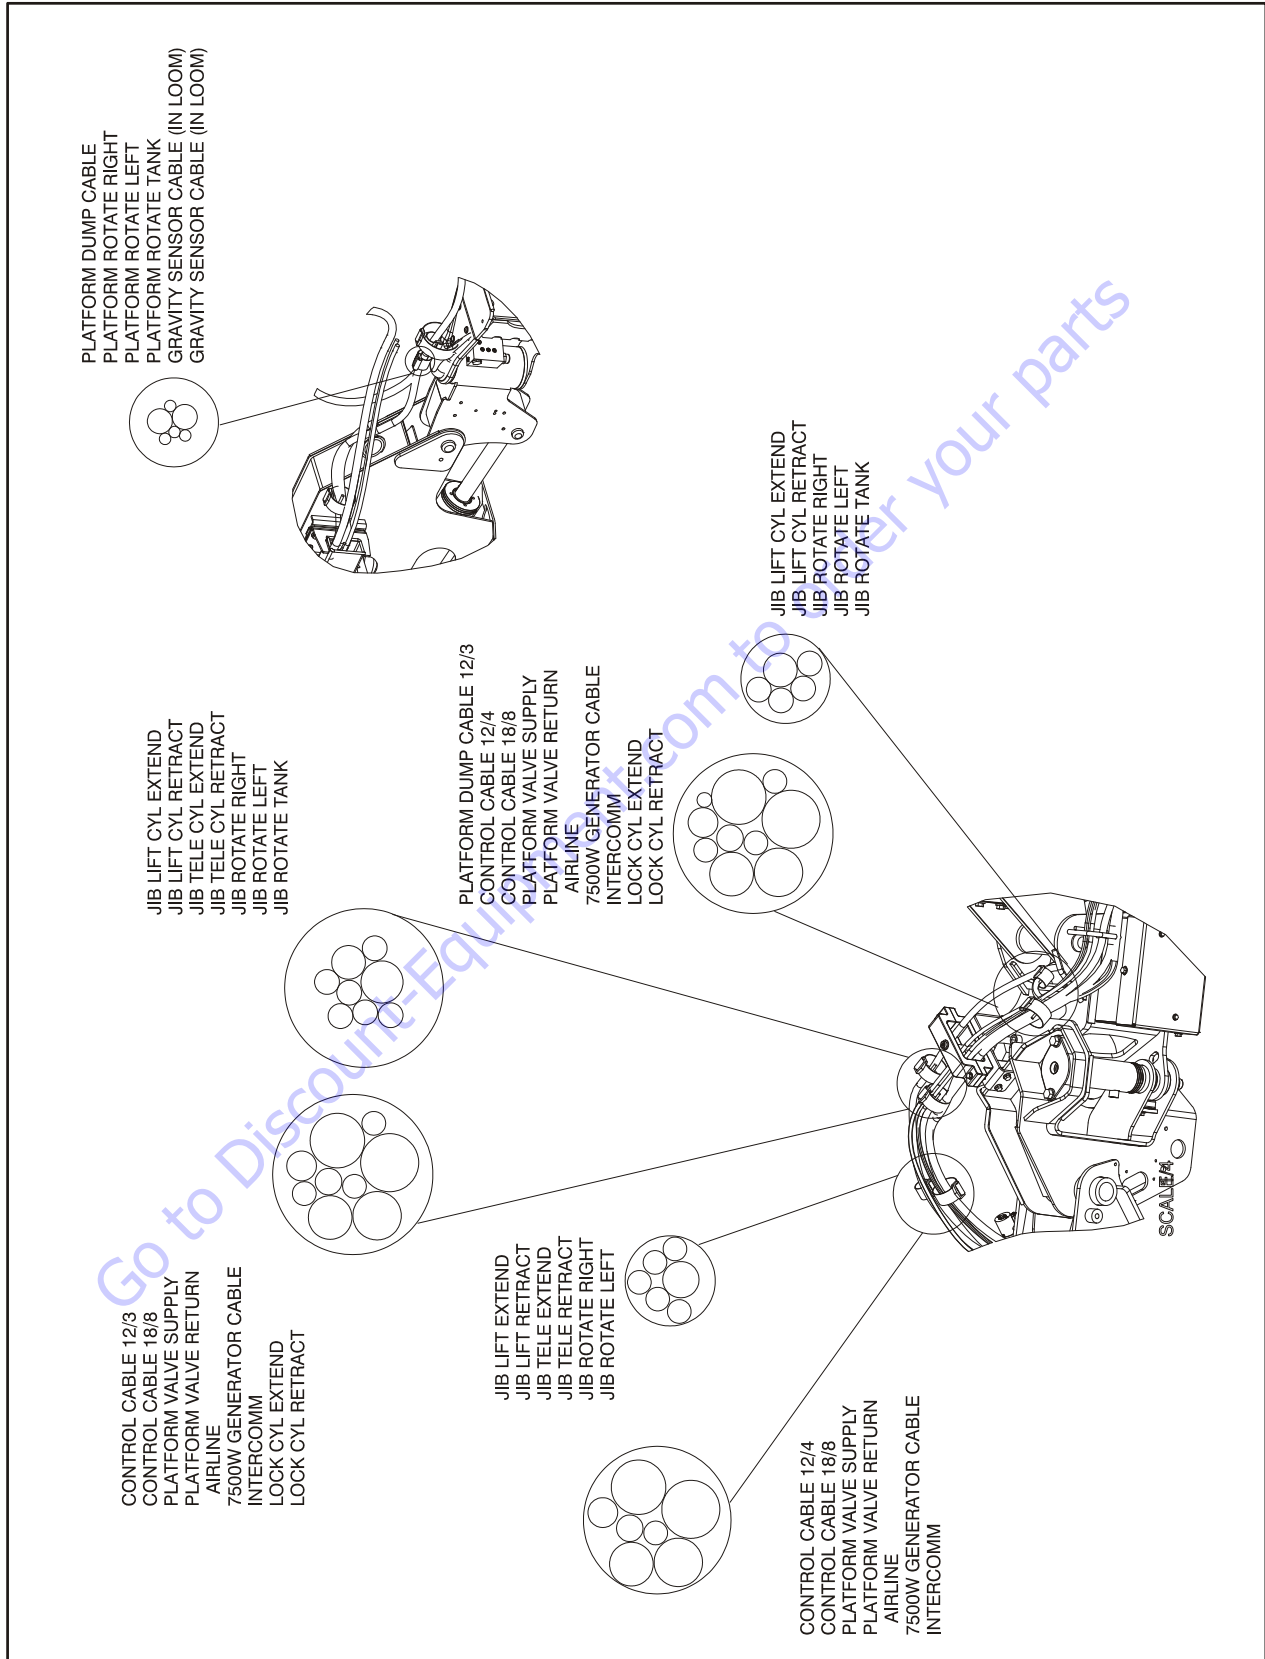 CONTROL CABLE 12/3
CONTROL CABLE 18/8
PLATFORM VALVE SUPPLY
PLATFORM VALVE RETURN
AIRLINE
7500W GENERATOR CABLE
INTERCOMM
LOCK CYL EXTEND
LOCK CYL RETRACT
JIB LIFT CYL EXTEND
JIB LIFT CYL RETRACT
JIB TELE CYL EXTEND
JIB TELE CYL RETRACT
JIB ROTATE RIGHT
JIB ROTATE LEFT
JIB ROTATE TANK
PLATFORM DUMP CABLE
PLATFORM ROTATE RIGHT
PLATFORM ROTATE LEFT
PLATFORM ROTATE TANK
GRAVITY SENSOR CABLE (IN LOOM)
GRAVITY SENSOR CABLE (IN LOOM)
JIB LIFT EXTEND
JIB LIFT RETRACT
JIB TELE EXTEND
JIB TELE RETRACT
JIB ROTATE RIGHT
JIB ROTATE LEFT
PLATFORM DUMP CABLE 12/3
CONTROL CABLE 12/4
CONTROL CABLE 18/8
PLATFORM VALVE SUPPLY
PLATFORM VALVE RETURN
AIRLINE
7500W GENERATOR CABLE
INTERCOMM
LOCK CYL EXTEND
LOCK CYL RETRACT
JIB LIFT CYL EXTEND
JIB LIFT CYL RETRACT
JIB ROTATE RIGHT
JIB ROTATE LEFT
JIB ROTATE TANK
CONTROL CABLE 12/4
CONTROL CABLE 18/8
PLATFORM VALVE SUPPLY
PLATFORM VALVE RETURN
AIRLINE
7500W GENERATOR CABLE
INTERCOMM
SCALE
Go to Discount-Equipment.com to order your parts